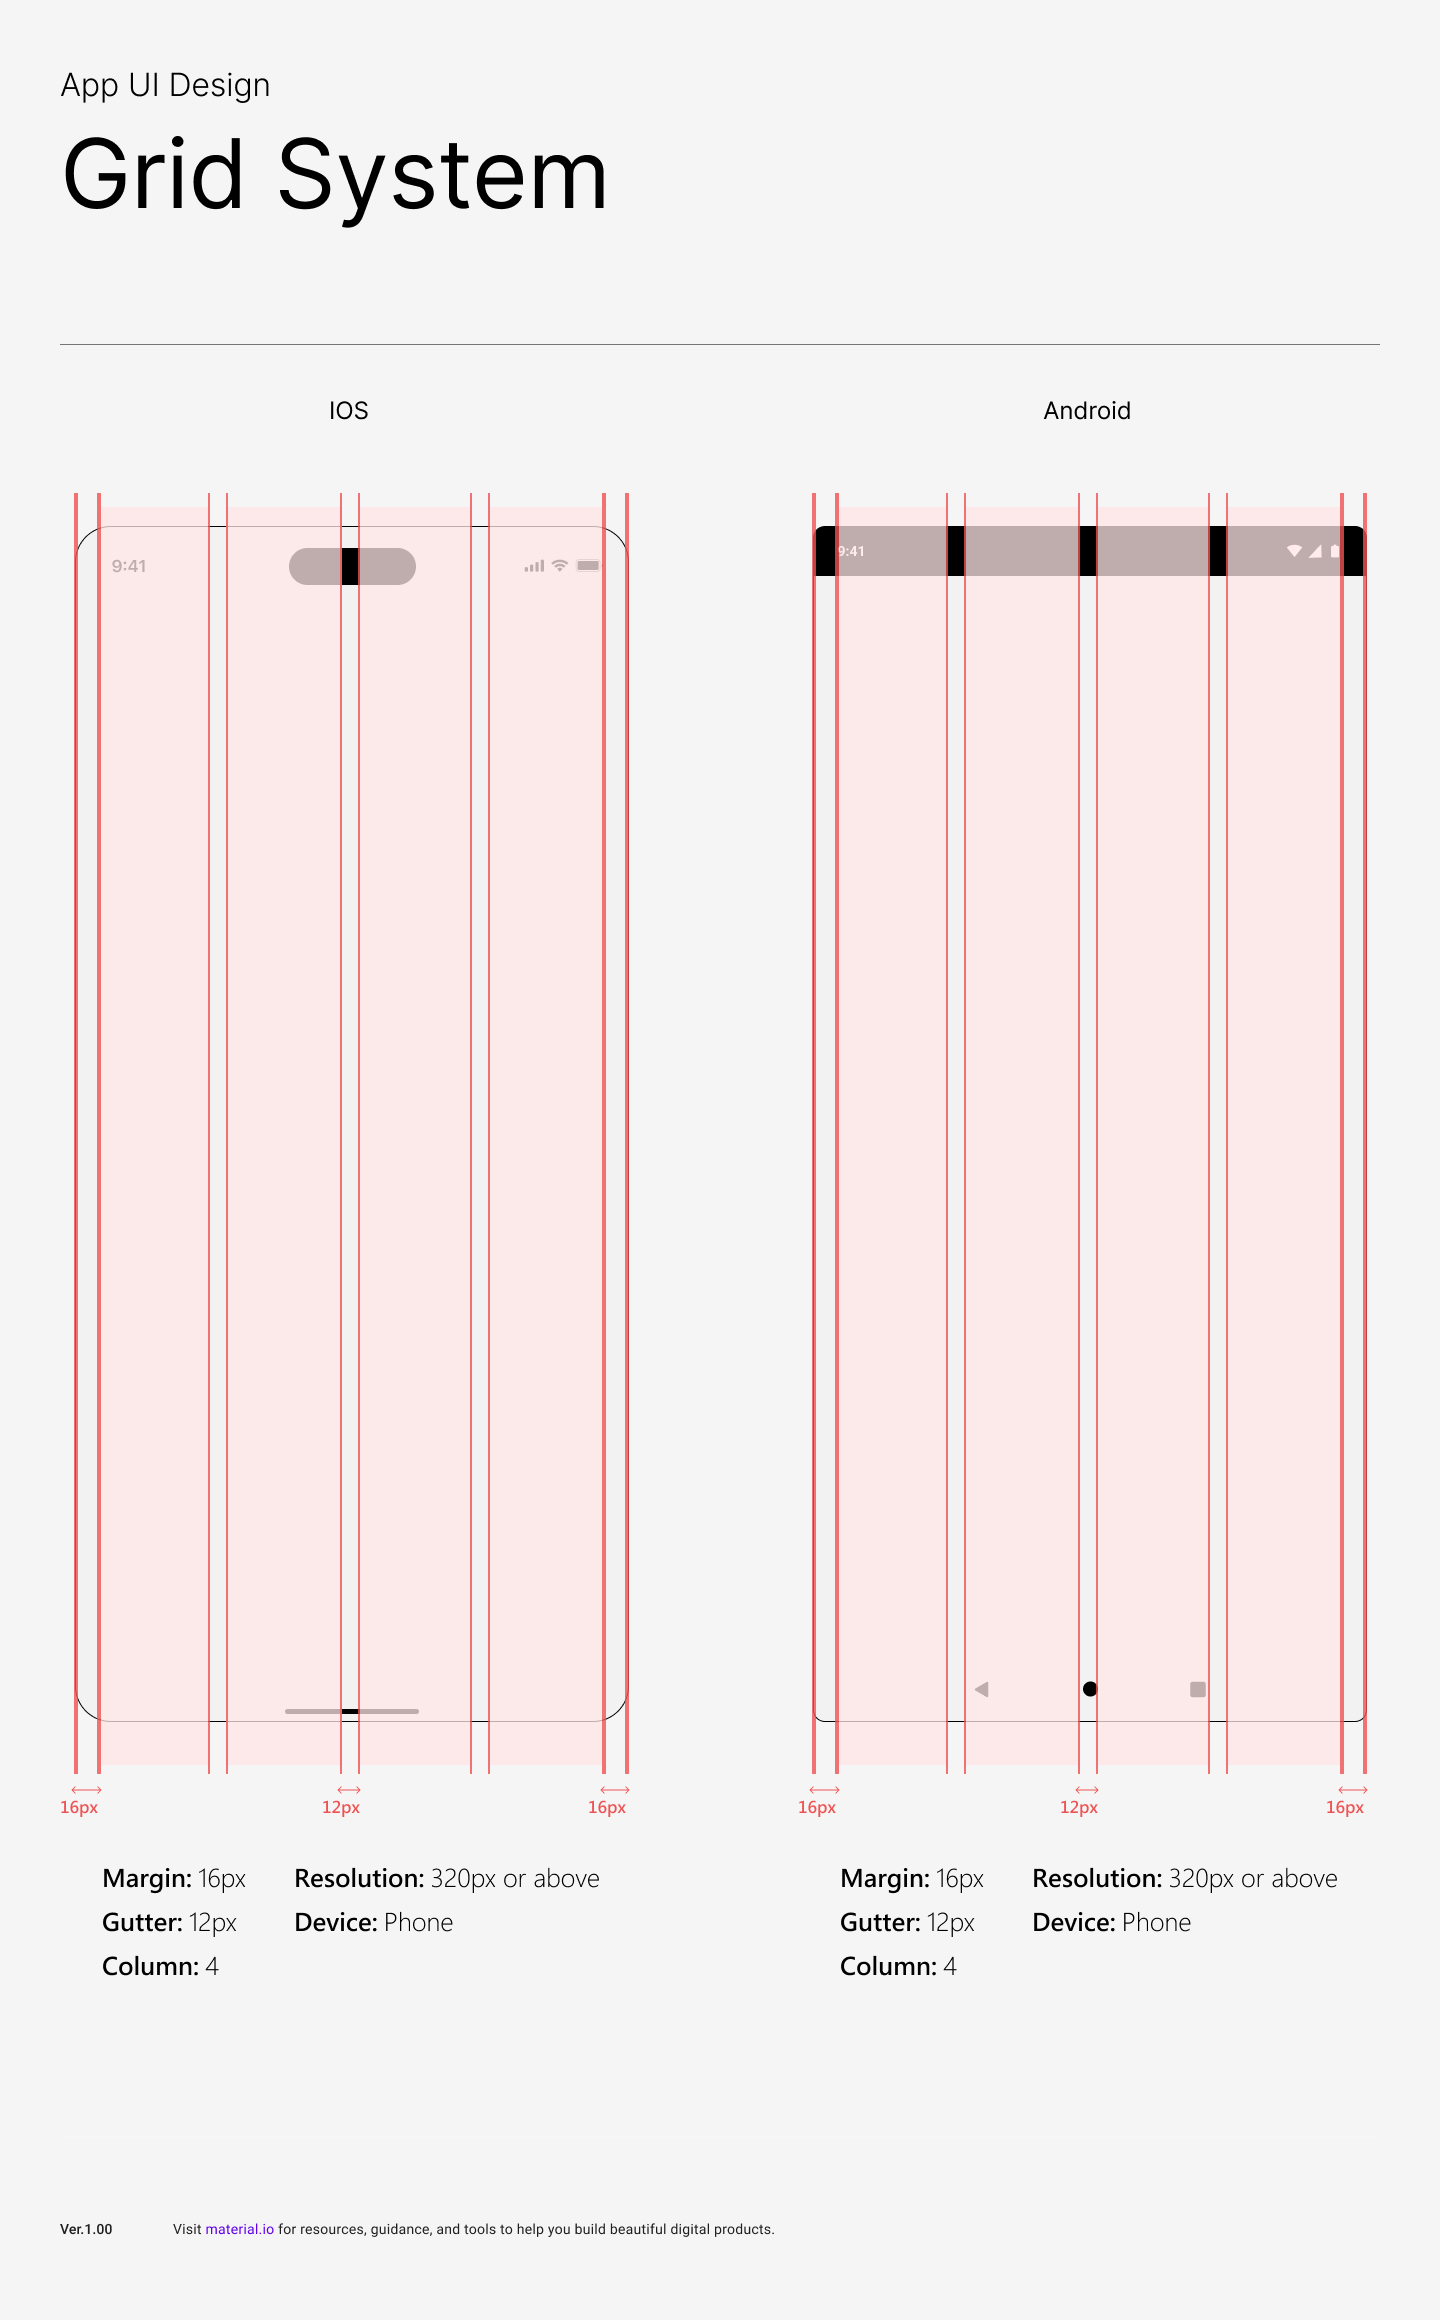 App UI Design
Grid System
IOS
Android
9:41
9:41
16px
12px
16px
16px
12px
16px
Margin: 16px
Resolution: 320px or above
Gutter: 12px
Device: Phone
Column: 4
Margin: 16px
Resolution: 320px or above
Gutter: 12px
Device: Phone
Column: 4
Ver.1.00
Visit material.io for resources, guidance, and tools to help you build beautiful digital products.